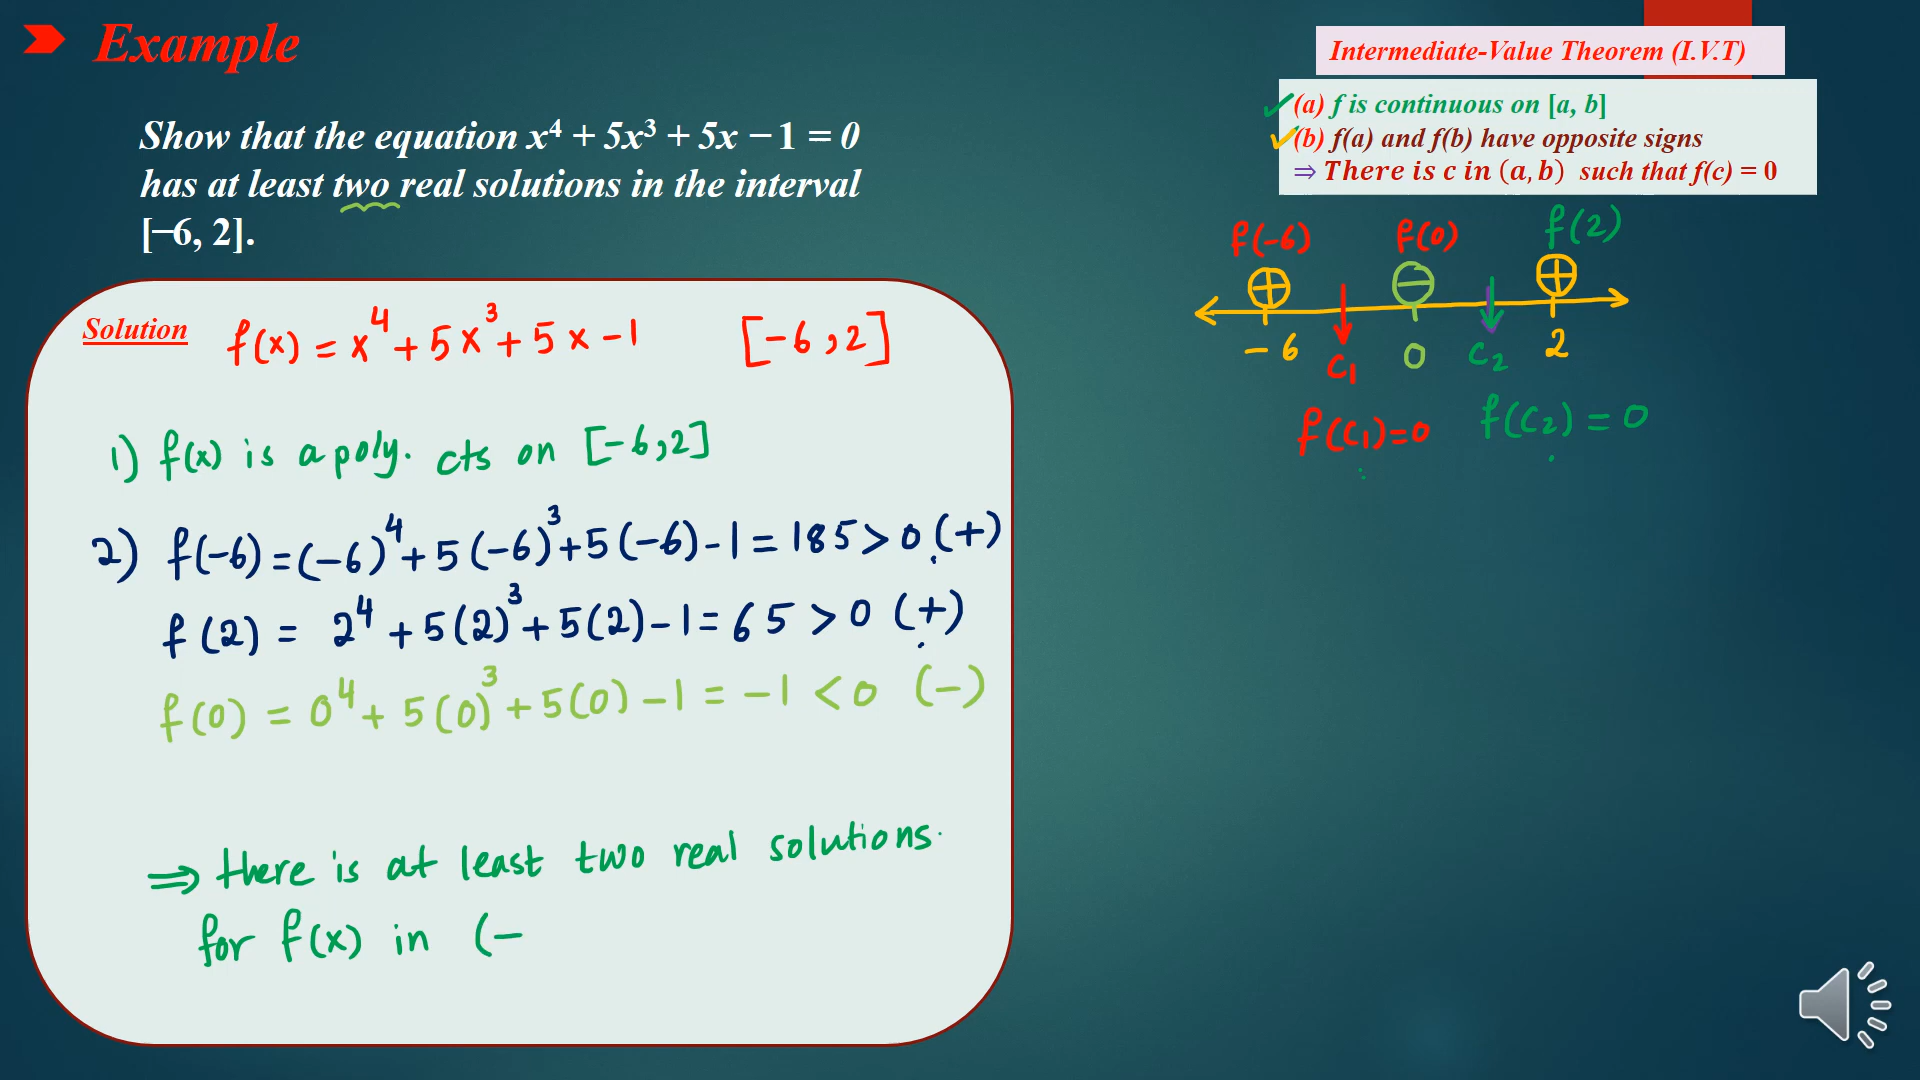 Example
Show that the equation x⁴ + 5x³ + 5x − 1 = 0
has at least two real solutions in the interval
[−6, 2].
Intermediate-Value Theorem (I.V.T)
(a) f is continuous on [a, b]
(b) f(a) and f(b) have opposite signs
⇒ There is c in (a, b) such that f(c) = 0
f(-6) f(0) f(2)
⊕ ⊖ ⊕
-6 C₁ 0 C₂ 2
f(C₁)=0 f(C₂)=0
Solution f(x) = x⁴ + 5x³ + 5x - 1 [-6,2]
1) f(x) is a poly. cts on [-6,2]
2) f(-6) = (-6)⁴ + 5(-6)³ + 5(-6) - 1 = 185 > 0 (+)
f(2) = 2⁴ + 5(2)³ + 5(2) - 1 = 65 > 0 (+)
f(0) = 0⁴ + 5(0)³ + 5(0) - 1 = -1 < 0 (-)
⇒ there is at least two real solutions.
for f(x) in (-